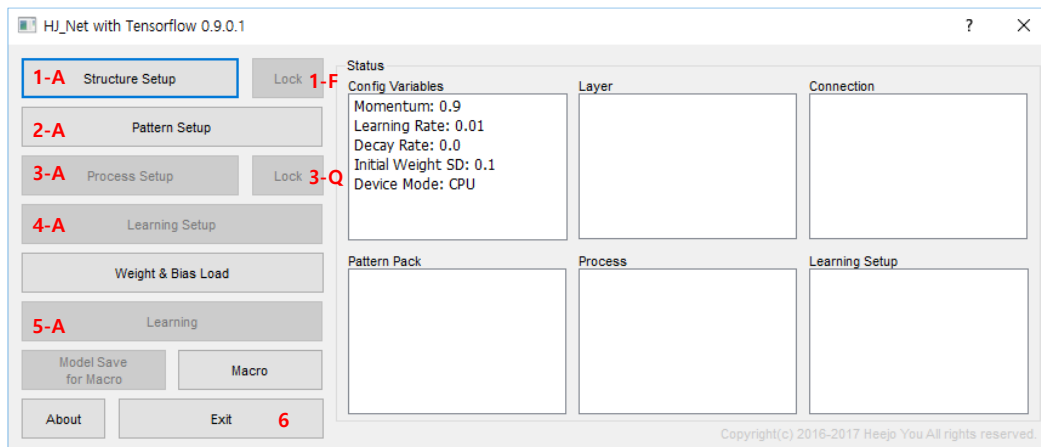 HJ_Net with Tensorflow 0.9.0.1
1-A Structure Setup Lock 1-F
2-A Pattern Setup
3-A Process Setup Lock 3-Q
4-A Learning Setup
Weight & Bias Load
5-A Learning
Model Save
for Macro
Macro
About Exit 6
Status
Config Variables
Momentum: 0.9
Learning Rate: 0.01
Decay Rate: 0.0
Initial Weight SD: 0.1
Device Mode: CPU
Layer
Connection
Pattern Pack
Process
Learning Setup
Copyright(c) 2016-2017 Heejo You All rights reserved.